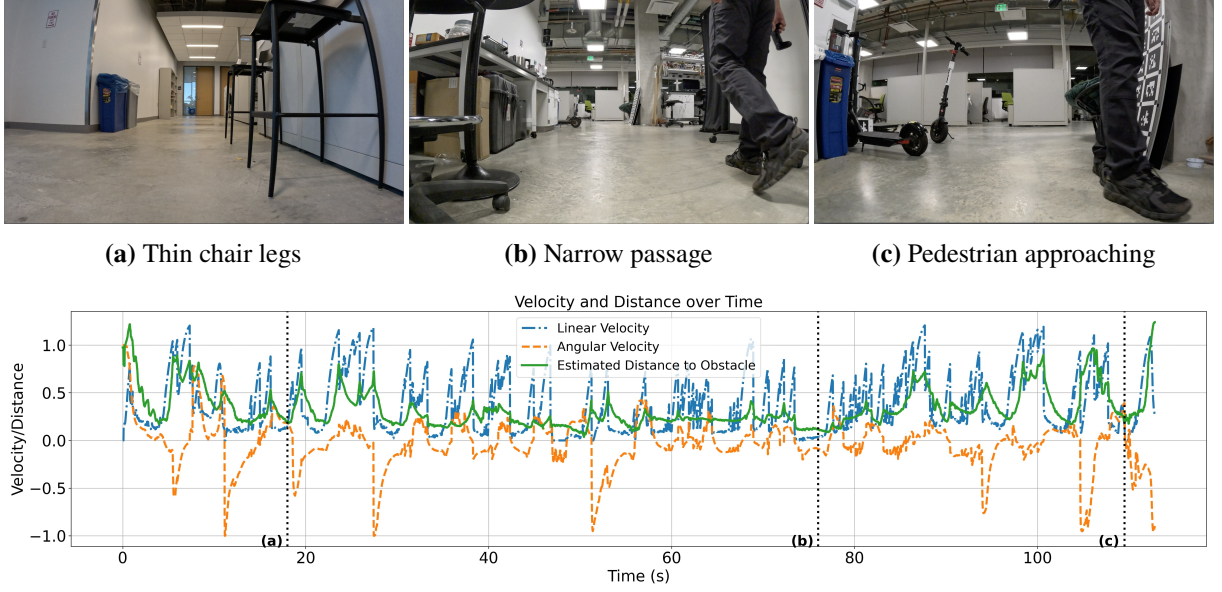 (a) Thin chair legs
(b) Narrow passage
(c) Pedestrian approaching
Velocity and Distance over Time
Linear Velocity
Angular Velocity
Estimated Distance to Obstacle
Velocity/Distance
1.0
0.5
0.0
−0.5
−1.0
(a)
(b)
(c)
0
20
40
60
80
100
Time (s)